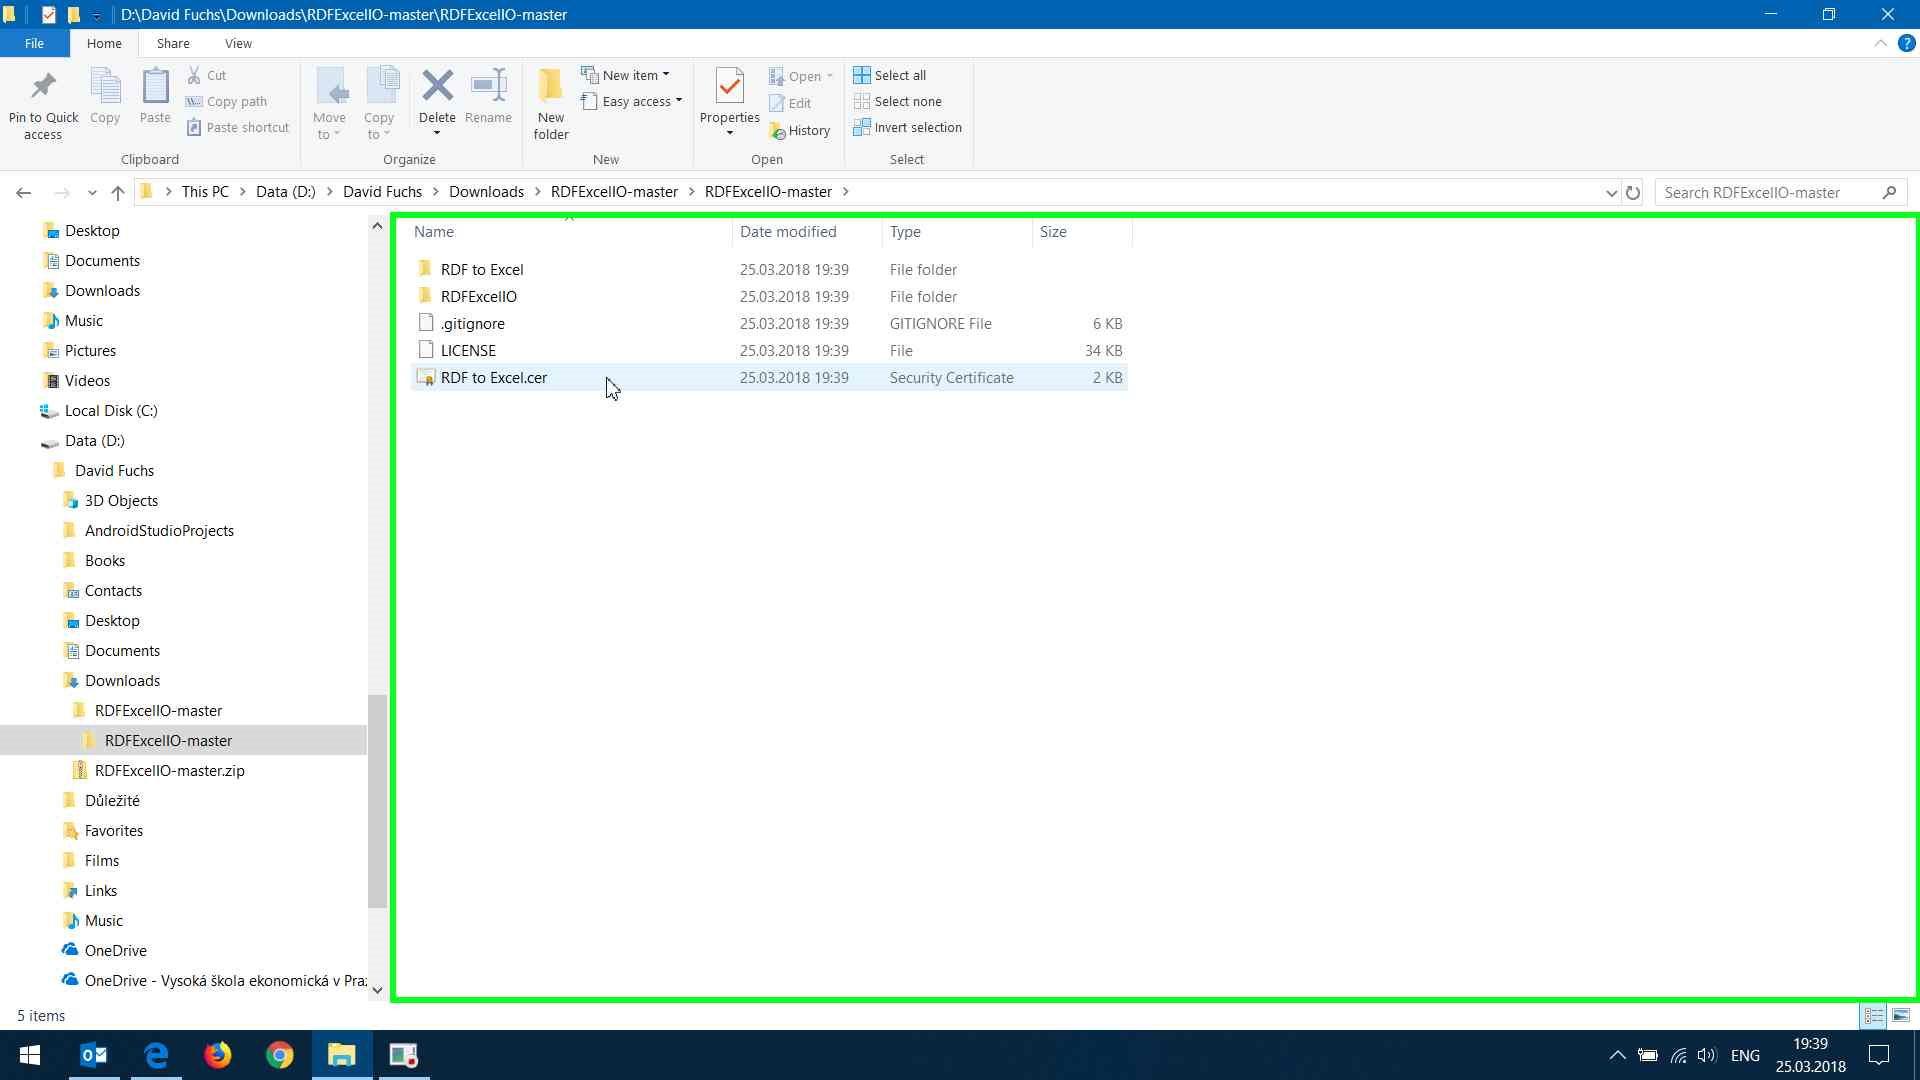 D:\David Fuchs\Downloads\RDFExcelIO-master\RDFExcelIO-master
File Home Share View
Pin to Quick access
Copy
Paste
Cut
Copy path
Paste shortcut
Clipboard
Move to
Copy to
Delete
Rename
Organize
New folder
New item
Easy access
New
Properties
Open
Edit
History
Open
Select all
Select none
Invert selection
Select
This PC > Data (D:) > David Fuchs > Downloads > RDFExcelIO-master > RDFExcelIO-master >
Search RDFExcelIO-master
Desktop
Documents
Downloads
Music
Pictures
Videos
Local Disk (C:)
Data (D:)
David Fuchs
3D Objects
AndroidStudioProjects
Books
Contacts
Desktop
Documents
Downloads
RDFExcelIO-master
RDFExcelIO-master
RDFExcelIO-master.zip
Důležité
Favorites
Films
Links
Music
OneDrive
OneDrive - Vysoká škola ekonomická v Pra
Name Date modified Type Size
RDF to Excel 25.03.2018 19:39 File folder
RDFExcelIO 25.03.2018 19:39 File folder
.gitignore 25.03.2018 19:39 GITIGNORE File 6 KB
LICENSE 25.03.2018 19:39 File 34 KB
RDF to Excel.cer 25.03.2018 19:39 Security Certificate 2 KB
5 items
ENG
19:39
25.03.2018